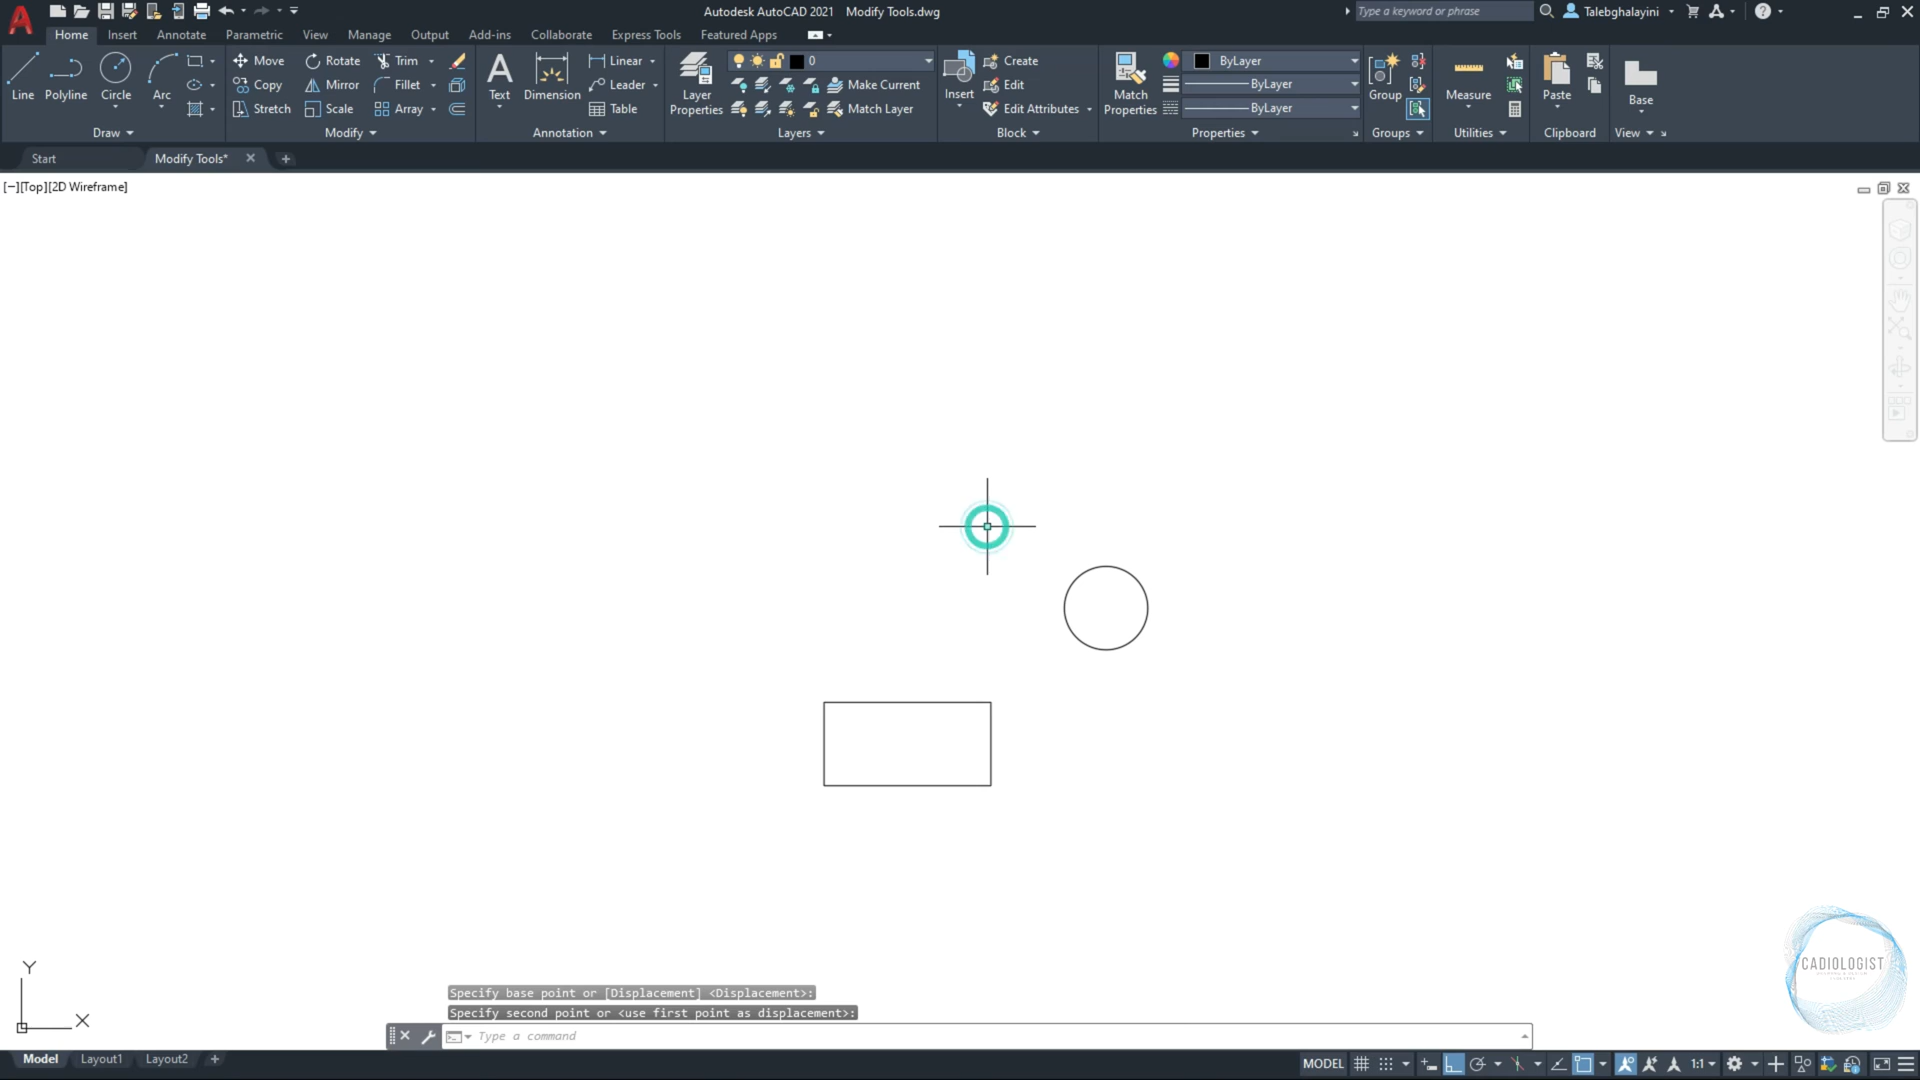 Autodesk AutoCAD 2021 Modify Tools.dwg
Type a keyword or phrase
Talebghalayini
Home Insert Annotate Parametric View Manage Output Add-ins Collaborate Express Tools Featured Apps
Line Polyline Circle Arc
Draw
Move Rotate Trim
Copy Mirror Fillet
Stretch Scale Array
Modify
Text Dimension
Linear
Leader
Table
Annotation
Layer Properties
0
Make Current
Match Layer
Layers
Insert
Create
Edit
Edit Attributes
Block
Match Properties
ByLayer
ByLayer
ByLayer
Properties
Group
Groups
Measure
Utilities
Paste
Clipboard
Base
View
Start Modify Tools*
[−][Top][2D Wireframe]
CADIOLOGIST
Y
X
Specify base point or [Displacement] <Displacement>:
Specify second point or <use first point as displacement>:
Type a command
Model Layout1 Layout2
MODEL 1:1